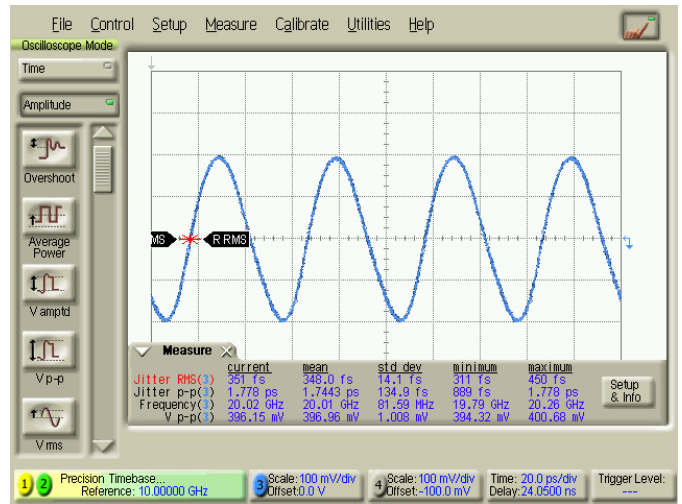 File Control Setup Measure Calibrate Utilities Help
Oscilloscope Mode
Time
Amplitude
Overshoot
Average
Power
V amptd
V p-p
V rms
MS R RMS
Measure
current mean std dev minimum maximum
Jitter RMS(3) 351 fs 348.0 fs 14.1 fs 311 fs 450 fs
Jitter p-p(3) 1.778 ps 1.7443 ps 134.9 fs 889 fs 1.778 ps
Frequency(3) 20.02 GHz 20.01 GHz 81.59 MHz 19.79 GHz 20.26 GHz
V p-p(3) 396.15 mV 396.96 mV 1.008 mV 394.32 mV 400.68 mV
Setup
& Info
1 2 Precision Timebase...
Reference: 10.00000 GHz
3 Scale: 100 mV/div
Offset:0.0 V
4 Scale: 100 mV/div
Offset:-100.0 mV
Time: 20.0 ps/div
Delay:24.0500 ns
Trigger Level:
---